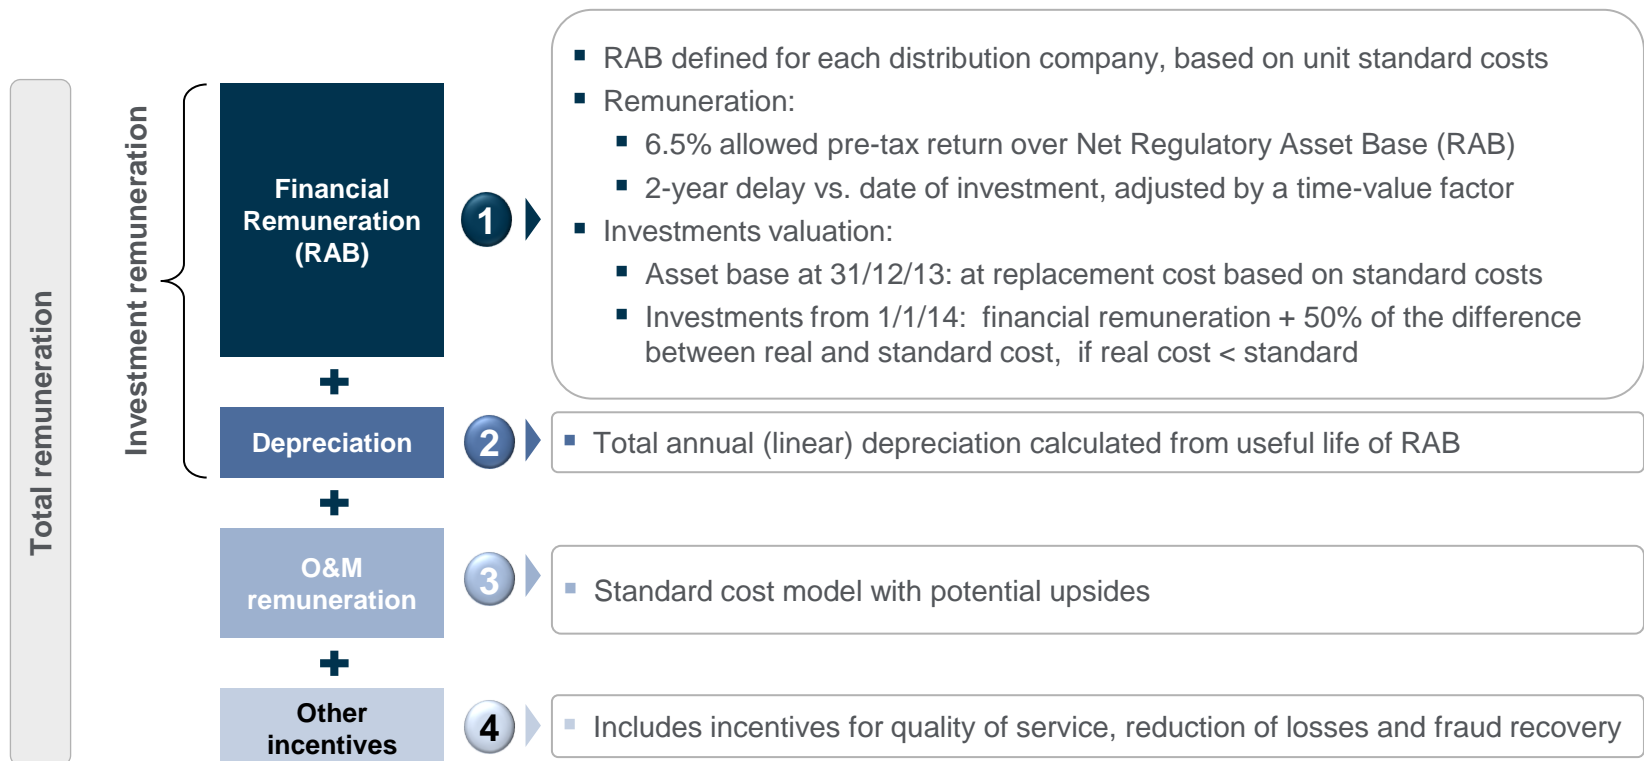 Total remuneration
Investment remuneration
Financial
Remuneration
(RAB)
1
▪ RAB defined for each distribution company, based on unit standard costs
▪ Remuneration:
▪ 6.5% allowed pre-tax return over Net Regulatory Asset Base (RAB)
▪ 2-year delay vs. date of investment, adjusted by a time-value factor
▪ Investments valuation:
▪ Asset base at 31/12/13: at replacement cost based on standard costs
▪ Investments from 1/1/14: financial remuneration + 50% of the difference
between real and standard cost, if real cost < standard
+
Depreciation
2
▪ Total annual (linear) depreciation calculated from useful life of RAB
+
O&M
remuneration
3
▪ Standard cost model with potential upsides
+
Other
incentives
4
▪ Includes incentives for quality of service, reduction of losses and fraud recovery